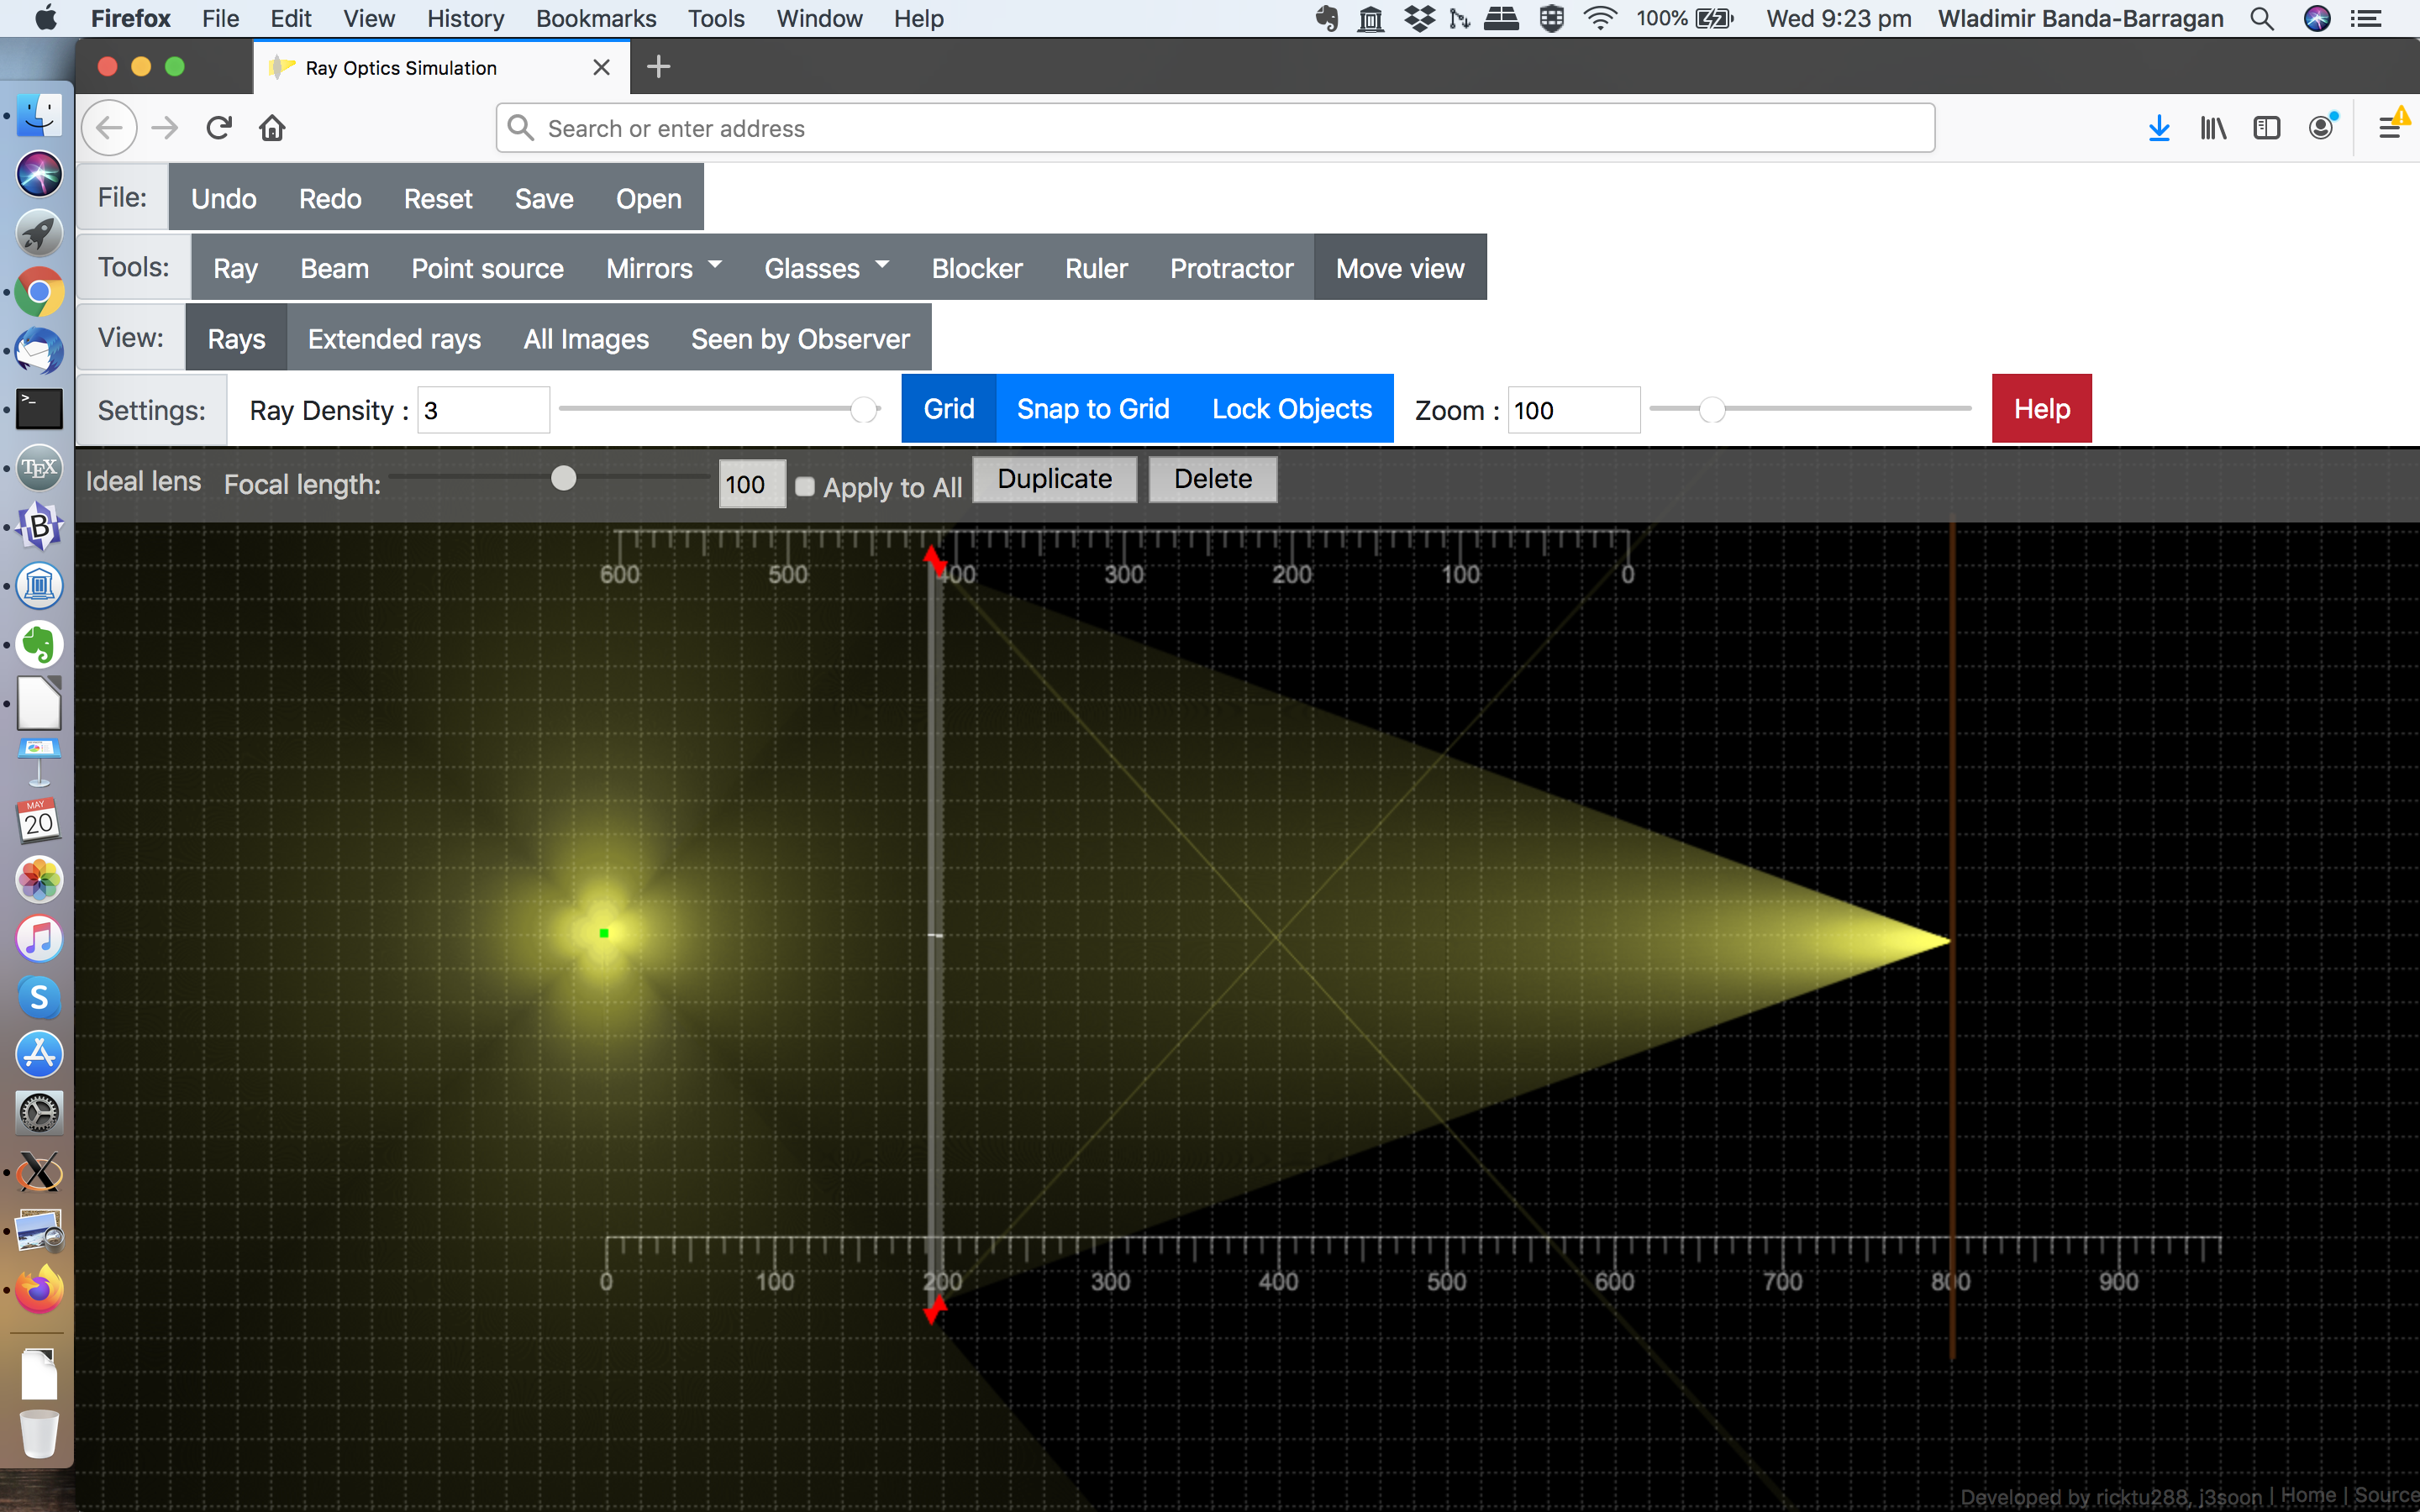 Firefox File Edit View History Bookmarks Tools Window Help 100% Wed 9:23 pm Wladimir Banda-Barragan
Ray Optics Simulation
Search or enter address
File: Undo Redo Reset Save Open
Tools: Ray Beam Point source Mirrors Glasses Blocker Ruler Protractor Move view
View: Rays Extended rays All Images Seen by Observer
Settings: Ray Density : 3 Grid Snap to Grid Lock Objects Zoom : 100 Help
Ideal lens Focal length: 100 Apply to All Duplicate Delete
600 500 400 300 200 100 0
>_
TEX
B
MAY
20
S
0 100 200 300 400 500 600 700 800 900
X
Developed by ricktu288, j3soon | Home | Source